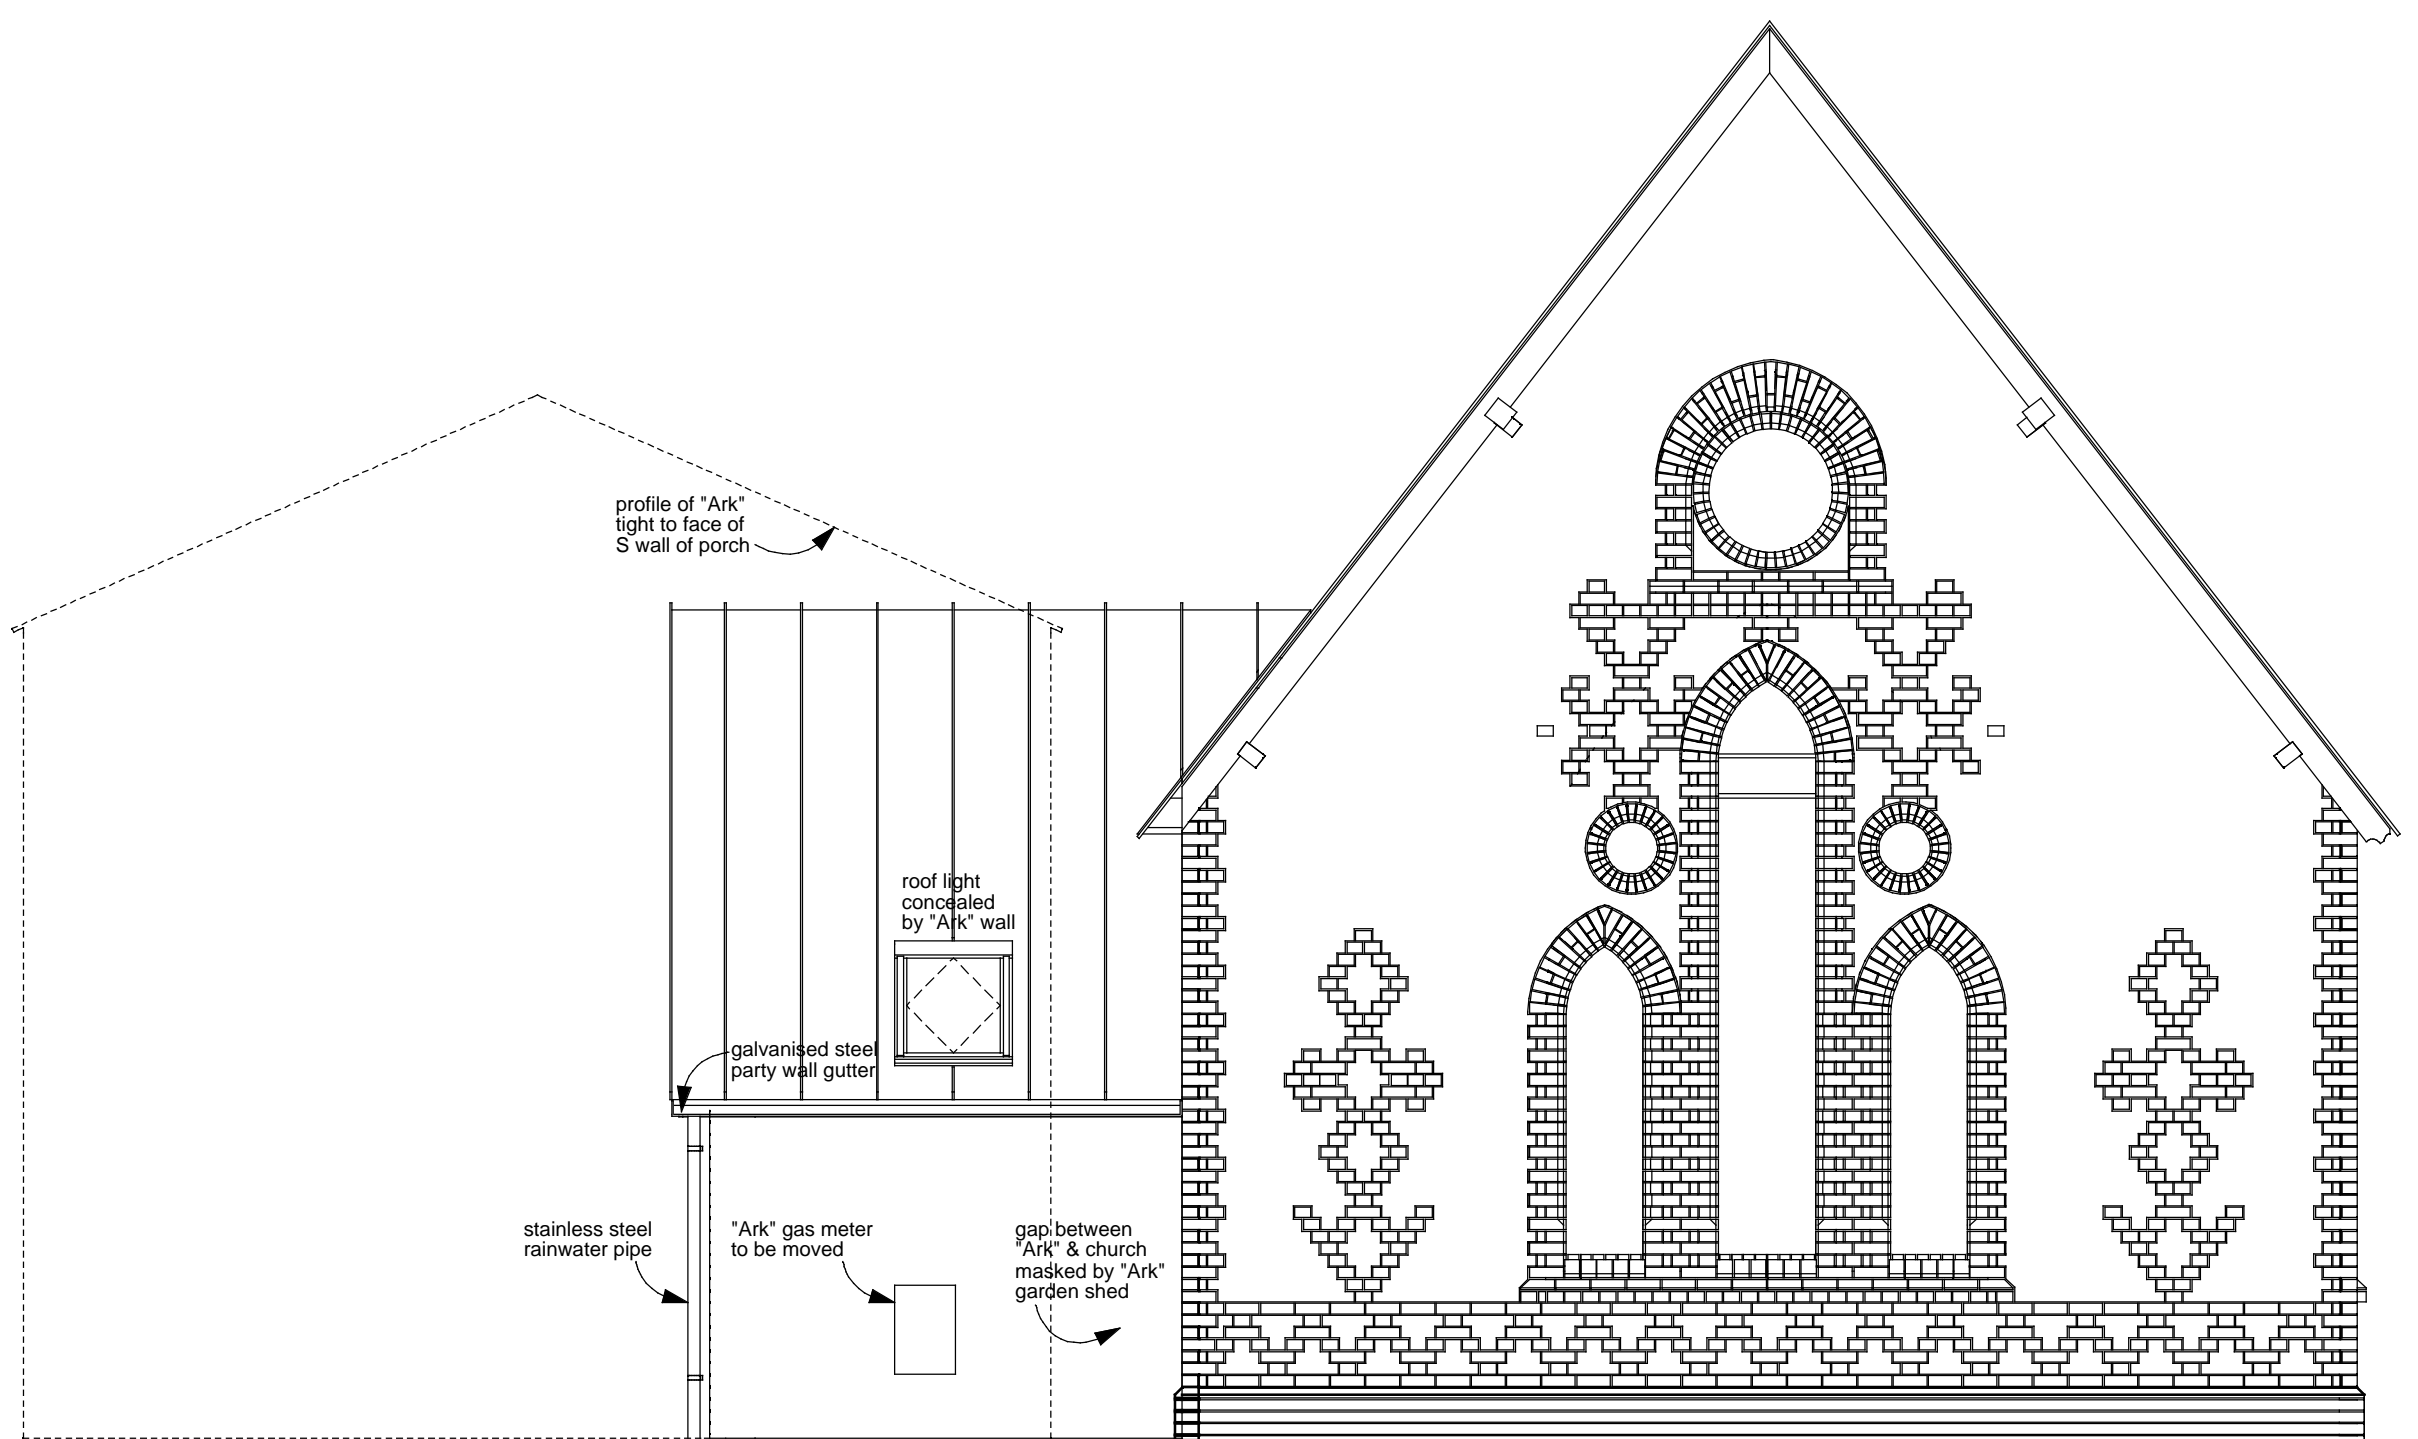 profile of "Ark"
tight to face of
S wall of porch
roof light
concealed
by "Ark" wall
galvanised steel
party wall gutter
stainless steel
rainwater pipe
"Ark" gas meter
to be moved
gap between
"Ark" & church
masked by "Ark"
garden shed